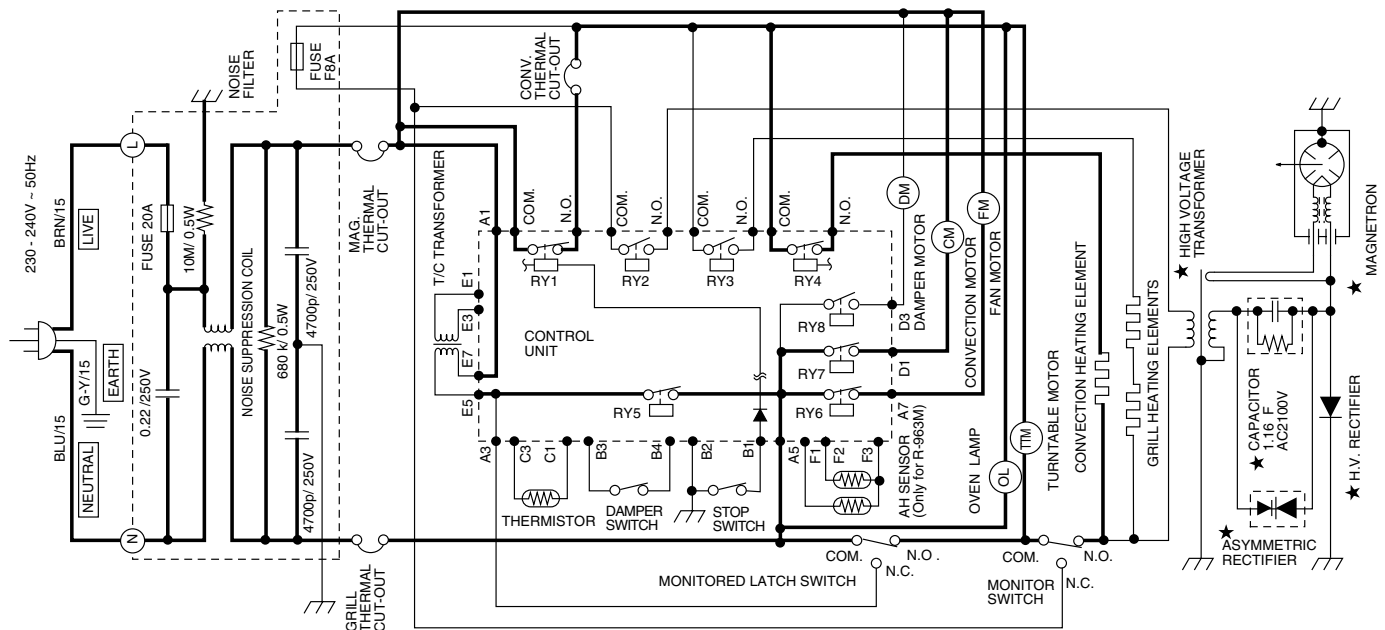 230 - 240V ~ 50Hz
BRN/15
LIVE
G-Y/15
EARTH
BLU/15
NEUTRAL
L
N
FUSE 20A
10M/ 0.5W
0.22 /250V
NOISE
FILTER
NOISE SUPPRESSION COIL
680 k/ 0.5W
4700p/ 250V
4700p/ 250V
FUSE
F8A
MAG.
THERMAL
CUT-OUT
GRILL
THERMAL
CUT-OUT
CONV.
THERMAL
CUT-OUT
T/C TRANSFORMER
A1
COM.
N.O.
COM.
N.O.
COM.
N.O.
COM.
N.O.
RY1
RY2
RY3
RY4
E1
E3
E7
E5
CONTROL
UNIT
RY5
RY8
RY7
RY6
D3
D1
A7
A3
C3
C1
B3
B4
B2
B1
A5
F1
F2
F3
THERMISTOR
DAMPER
SWITCH
STOP
SWITCH
AH SENSOR
(Only for R-963M)
DM
DAMPER MOTOR
CM
CONVECTION MOTOR
FM
FAN MOTOR
OL
OVEN LAMP
TTM
TURNTABLE MOTOR
CONVECTION HEATING ELEMENT
GRILL HEATING ELEMENTS
COM.
N.O .
N.C.
MONITORED LATCH SWITCH
COM.
N.O.
N.C.
MONITOR
SWITCH
★ HIGH VOLTAGE
TRANSFORMER
★ MAGNETRON
★ CAPACITOR
1.16 F
AC2100V
★ H.V. RECTIFIER
★ ASYMMETRIC
RECTIFIER